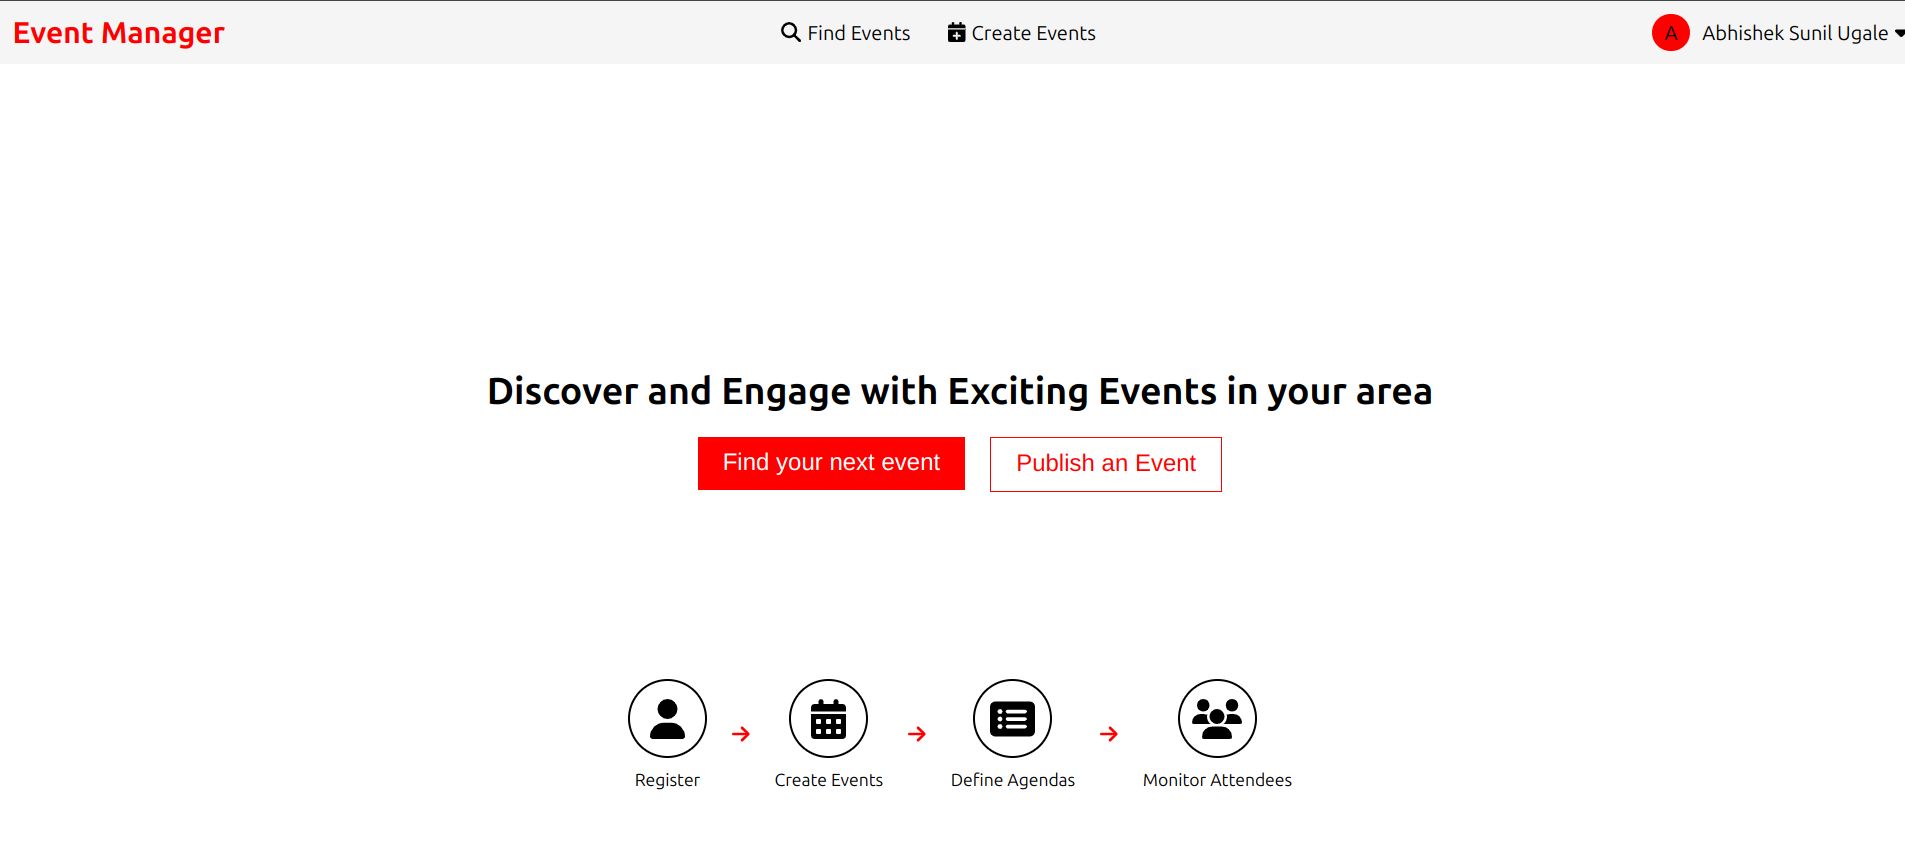 Event Manager
Find Events
Create Events
A
Abhishek Sunil Ugale
Discover and Engage with Exciting Events in your area
Find your next event
Publish an Event
Register
Create Events
Define Agendas
Monitor Attendees